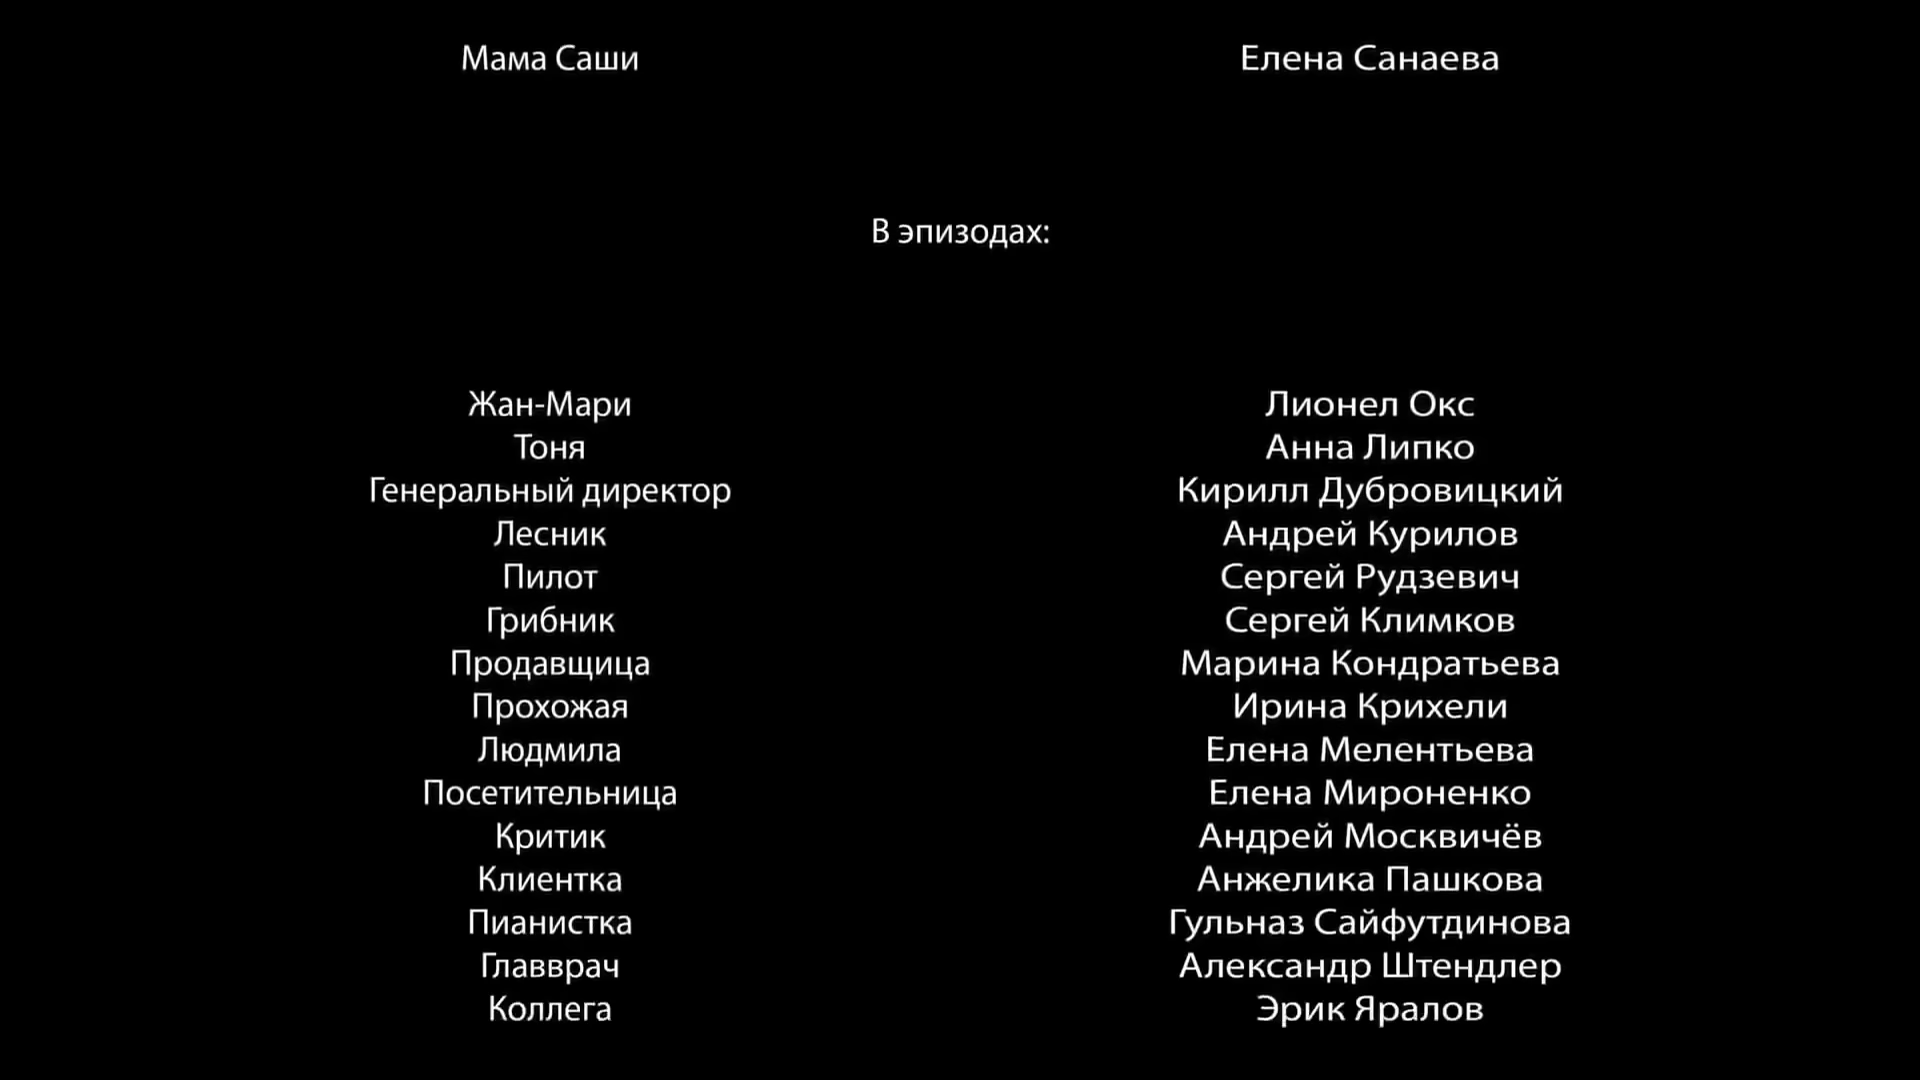 Мама Саши Елена Санаева
В эпизодах:
Жан-Мари Лионел Окс
Тоня Анна Липко
Генеральный директор Кирилл Дубровицкий
Лесник Андрей Курилов
Пилот Сергей Рудзевич
Грибник Сергей Климков
Продавщица Марина Кондратьева
Прохожая Ирина Крихели
Людмила Елена Мелентьева
Посетительница Елена Мироненко
Критик Андрей Москвичёв
Клиентка Анжелика Пашкова
Пианистка Гульназ Сайфутдинова
Главврач Александр Штендлер
Коллега Эрик Яралов